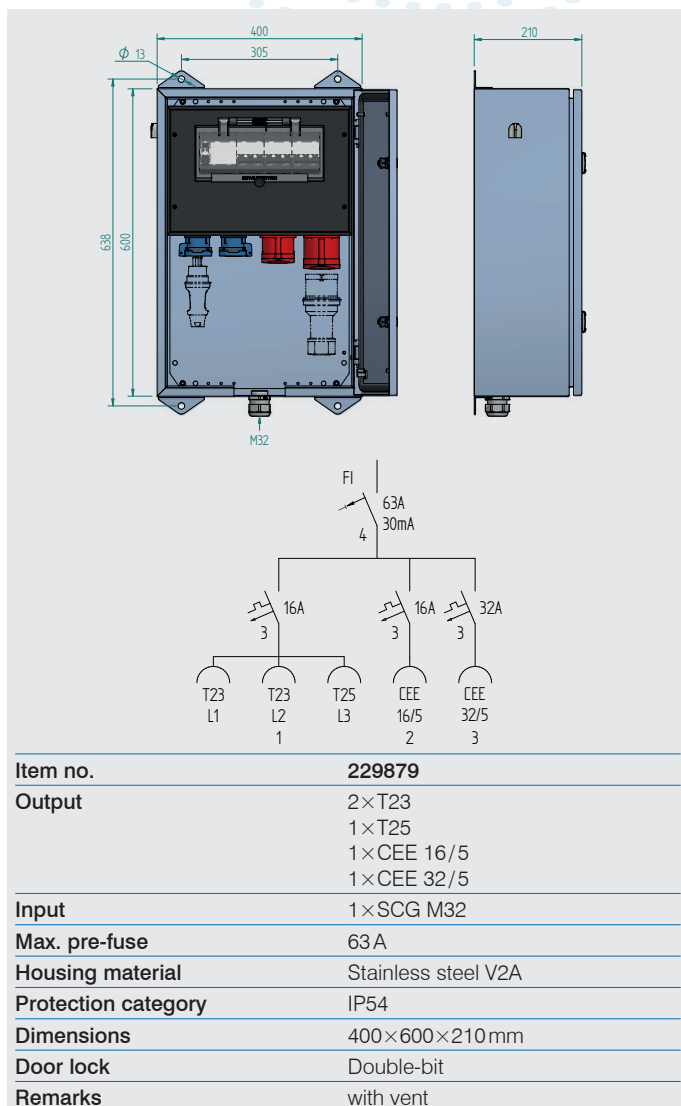 400
210
Φ 13
305
638
600
M32
FI
63A
30mA
4
16A
3
16A
3
32A
3
T23
L1
T23
L2
1
T25
L3
CEE
16/5
2
CEE
32/5
3
Item no. 229879
Output 2×T23
1×T25
1×CEE 16/5
1×CEE 32/5
Input 1×SCG M32
Max. pre-fuse 63 A
Housing material Stainless steel V2A
Protection category IP54
Dimensions 400×600×210 mm
Door lock Double-bit
Remarks with vent